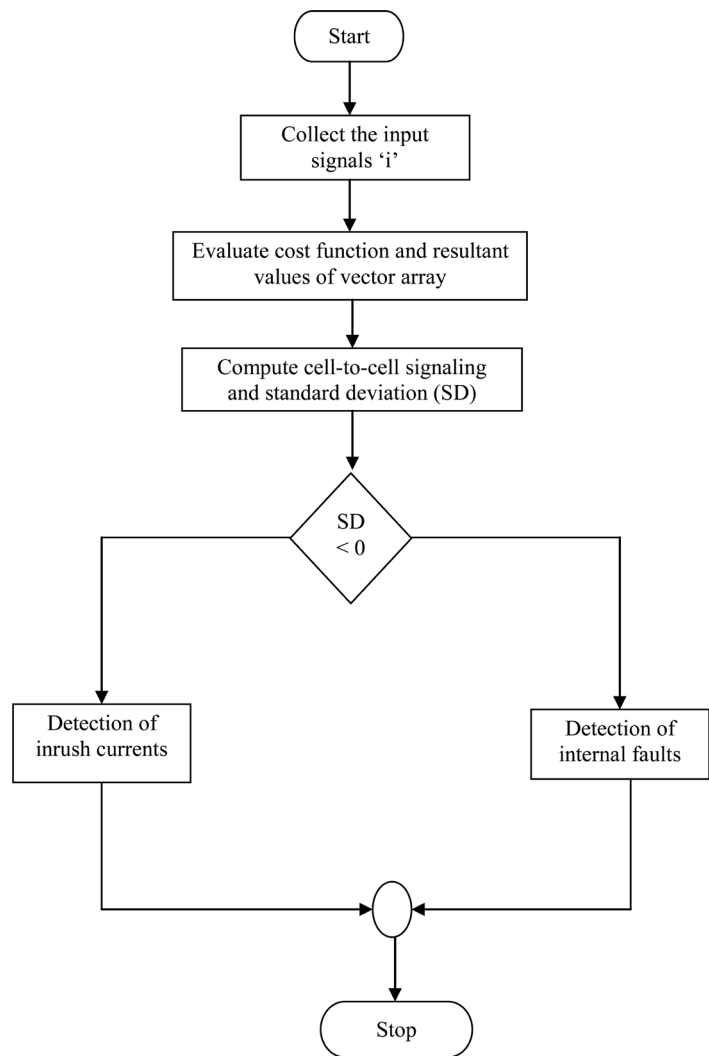 Start
Collect the input
signals ‘i’
Evaluate cost function and resultant
values of vector array
Compute cell-to-cell signaling
and standard deviation (SD)
SD
< 0
Detection of
inrush currents
Detection of
internal faults
Stop